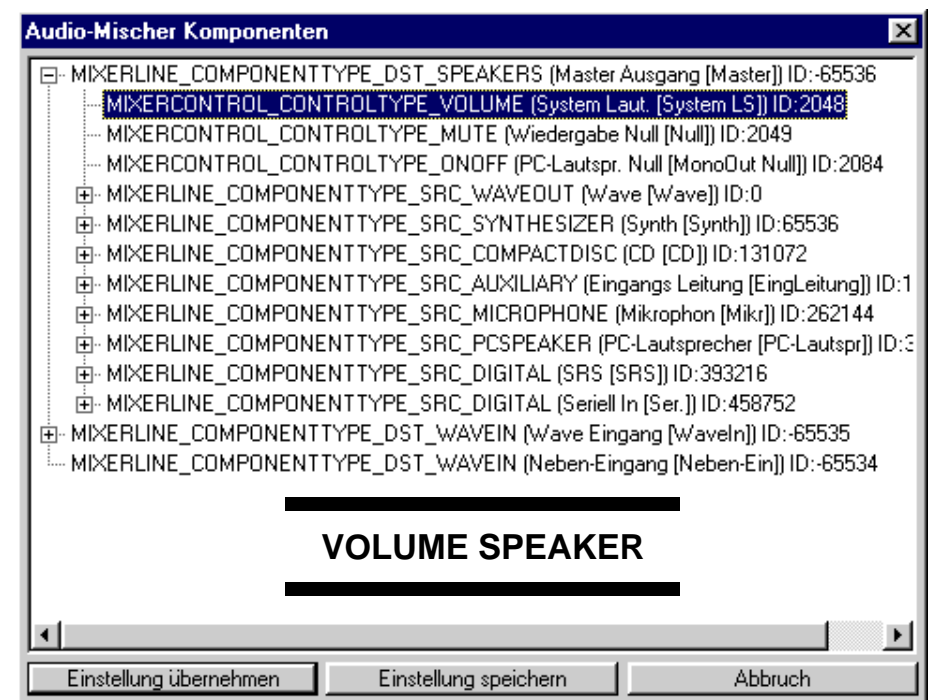 Audio-Mischer Komponenten
MIXERLINE_COMPONENTTYPE_DST_SPEAKERS (Master Ausgang [Master]) ID:-65536
MIXERCONTROL_CONTROLTYPE_VOLUME (System Laut. [System LS]) ID:2048
MIXERCONTROL_CONTROLTYPE_MUTE (Wiedergabe Null [Null]) ID:2049
MIXERCONTROL_CONTROLTYPE_ONOFF (PC-Lautspr. Null [MonoOut Null]) ID:2084
MIXERLINE_COMPONENTTYPE_SRC_WAVEOUT (Wave [Wave]) ID:0
MIXERLINE_COMPONENTTYPE_SRC_SYNTHESIZER (Synth [Synth]) ID:65536
MIXERLINE_COMPONENTTYPE_SRC_COMPACTDISC (CD [CD]) ID:131072
MIXERLINE_COMPONENTTYPE_SRC_AUXILIARY (Eingangs Leitung [EingLeitung]) ID:1
MIXERLINE_COMPONENTTYPE_SRC_MICROPHONE (Mikrophon [Mikr]) ID:262144
MIXERLINE_COMPONENTTYPE_SRC_PCSPEAKER (PC-Lautsprecher [PC-Lautspr]) ID:3
MIXERLINE_COMPONENTTYPE_SRC_DIGITAL (SRS [SRS]) ID:393216
MIXERLINE_COMPONENTTYPE_SRC_DIGITAL (Seriell In [Ser.]) ID:458752
MIXERLINE_COMPONENTTYPE_DST_WAVEIN (Wave Eingang [WaveIn]) ID:-65535
MIXERLINE_COMPONENTTYPE_DST_WAVEIN (Neben-Eingang [Neben-Ein]) ID:-65534
VOLUME SPEAKER
Einstellung übernehmen Einstellung speichern Abbruch